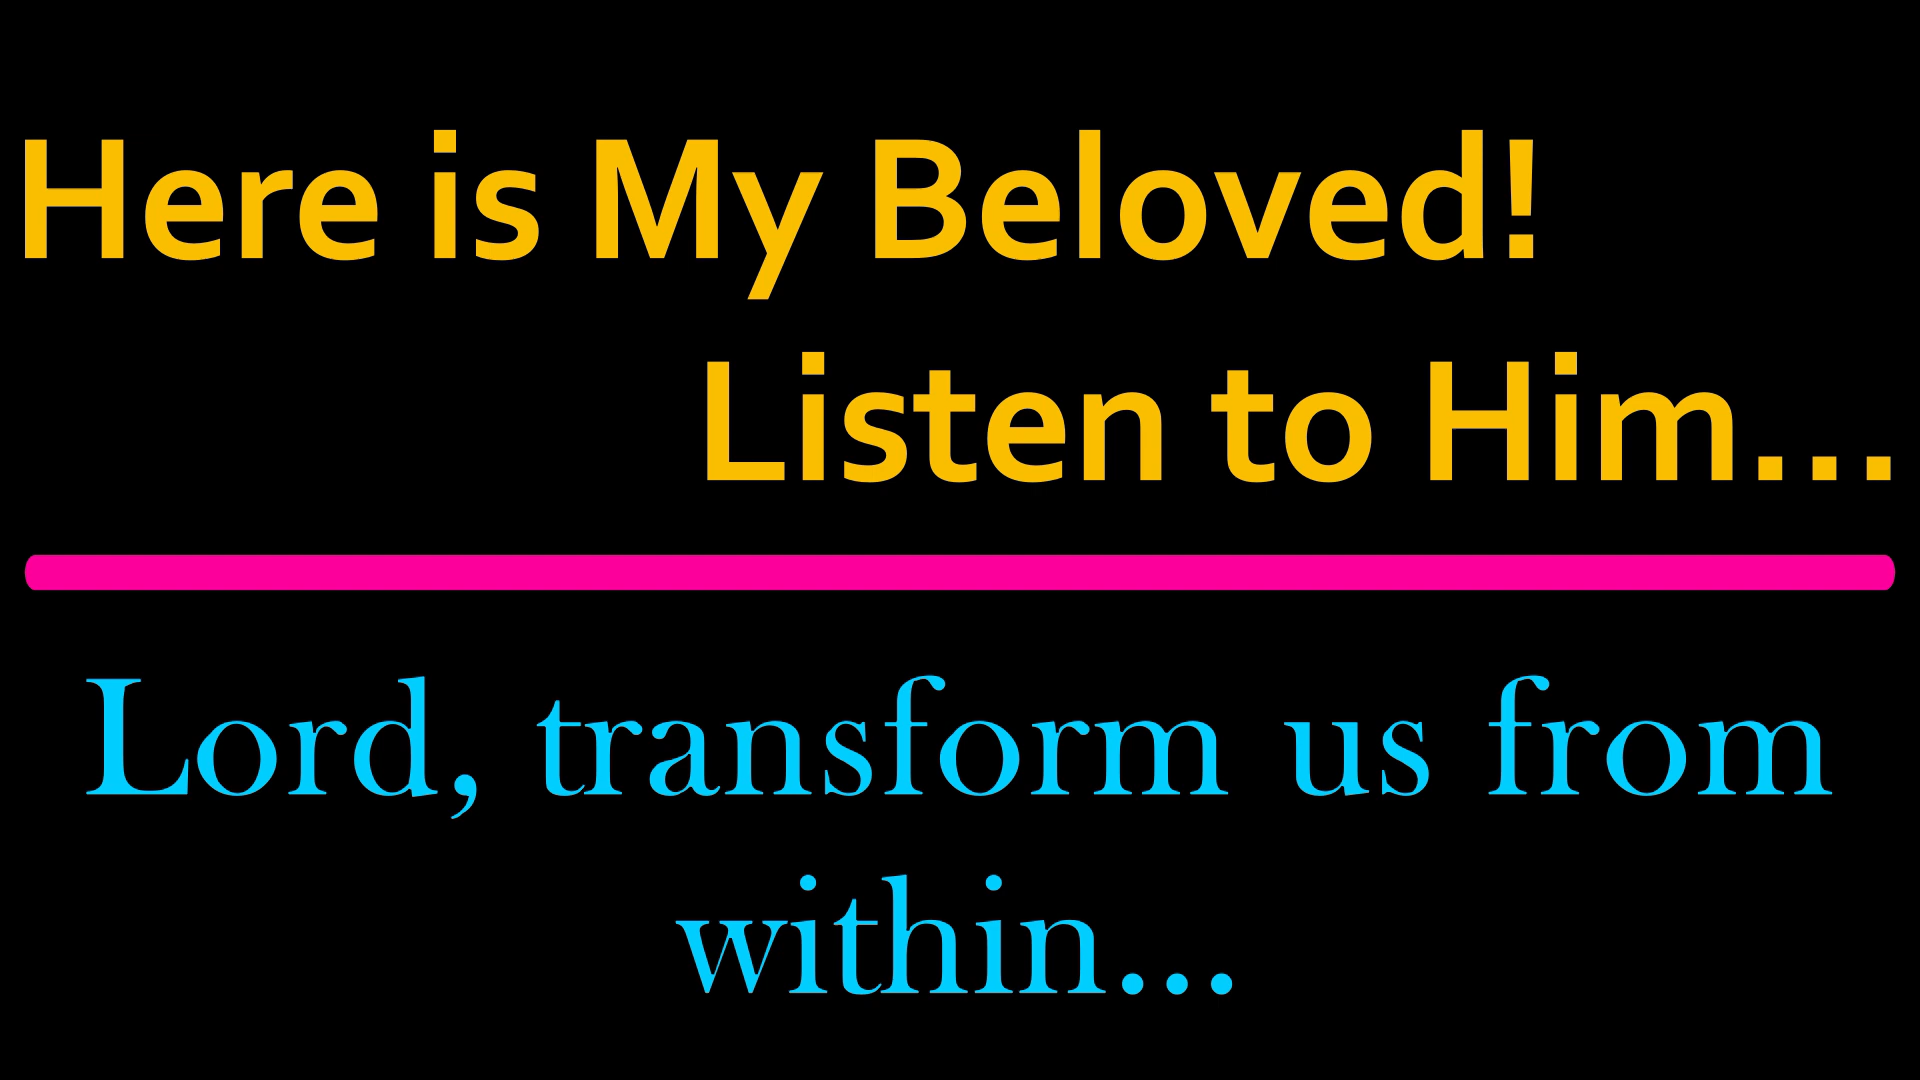 Here is My Beloved!
Listen to Him...
Lord, transform us from
within...